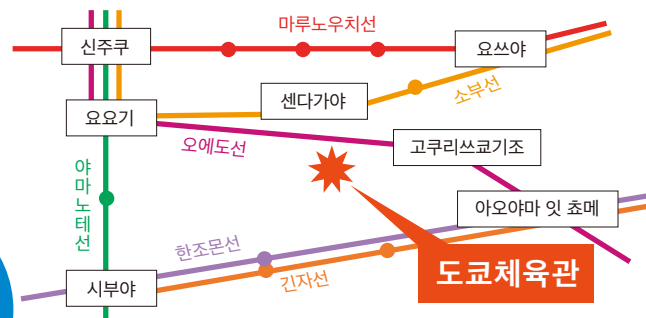 마루노우치선
신주쿠
요쓰야
센다가야
소부선
요요기
오에도선
고쿠리쓰쿄기조
야마노테선
아오야마 잇 쵸메
한조몬선
긴자선
도쿄체육관
시부야